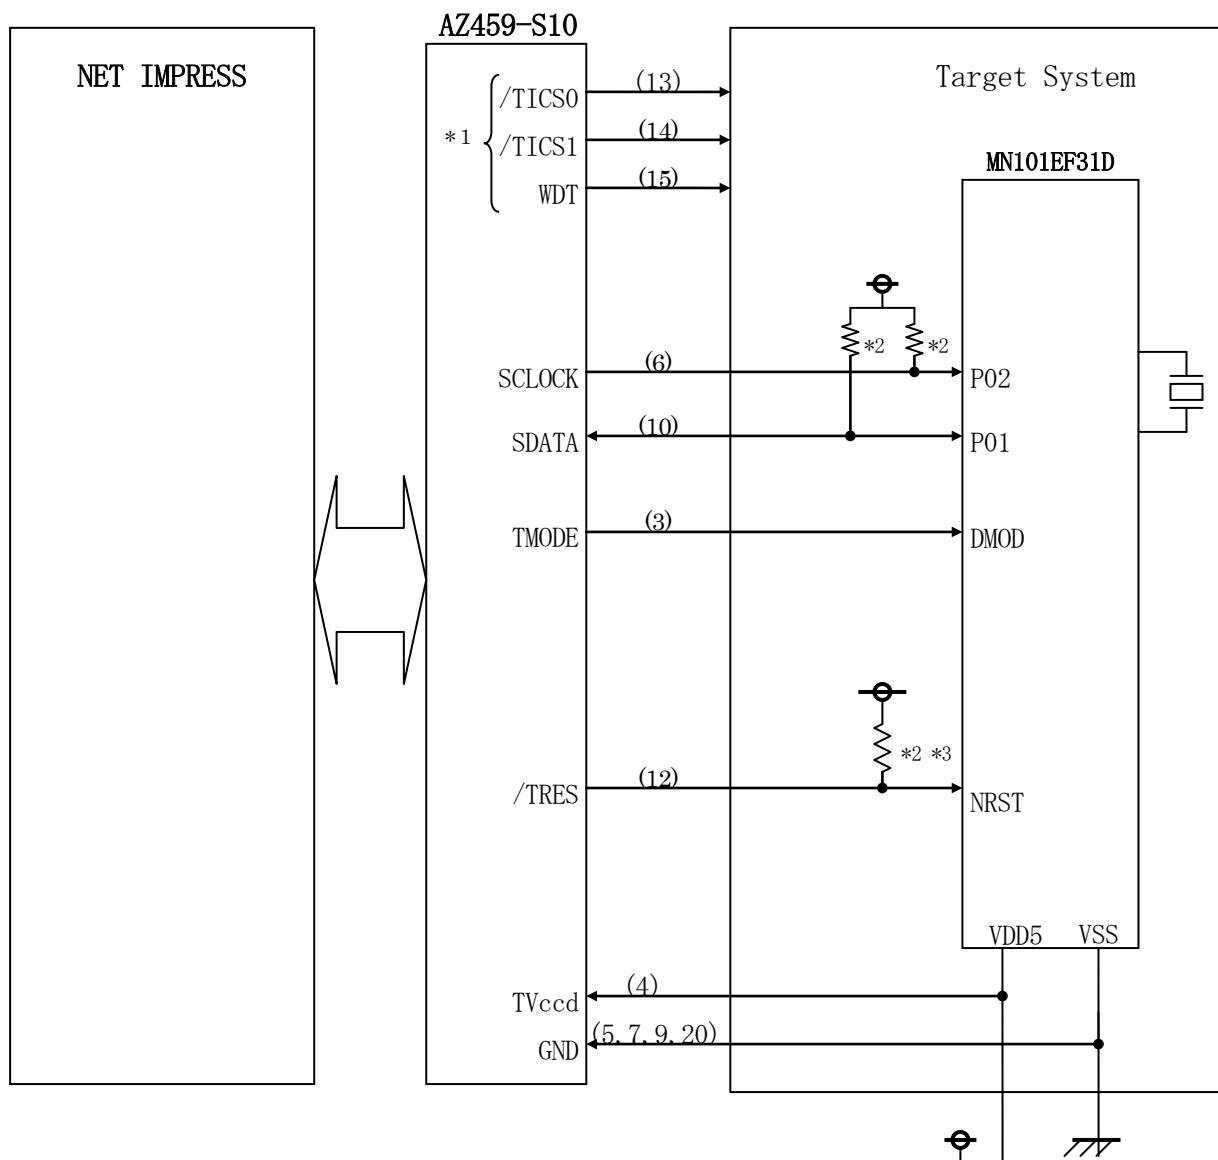 AZ459-S10
NET IMPRESS
Target System
/TICS0
(13)
*1
/TICS1
(14)
WDT
(15)
MN101EF31D
*2
*2
SCLOCK
(6)
P02
SDATA
(10)
P01
TMODE
(3)
DMOD
*2 *3
/TRES
(12)
NRST
VDD5
VSS
TVccd
(4)
GND
(5,7,9,20)